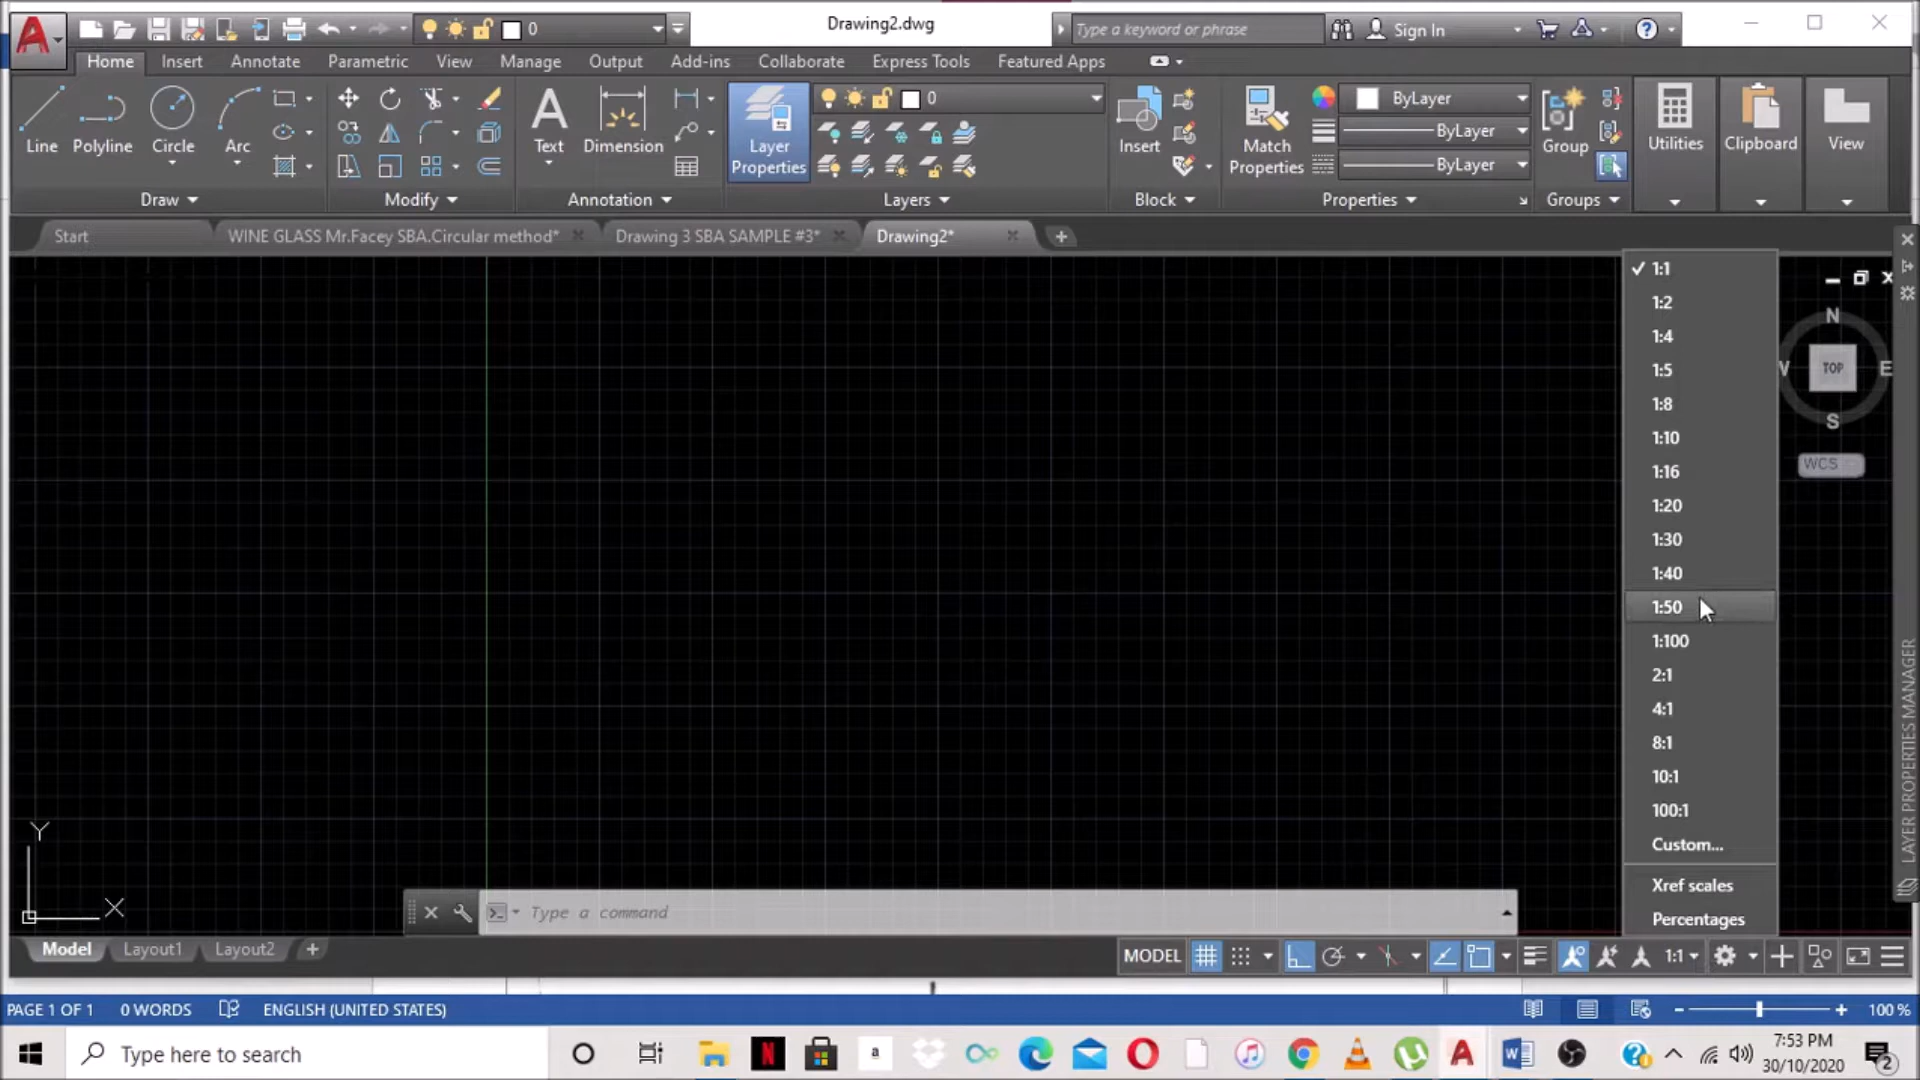 0
Drawing2.dwg
Type a keyword or phrase
Sign In
Home Insert Annotate Parametric View Manage Output Add-ins Collaborate Express Tools Featured Apps
Line Polyline Circle Arc
Text Dimension
Layer Properties
0
Insert
Match Properties
ByLayer
ByLayer
ByLayer
Group
Utilities
Clipboard
View
Draw Modify Annotation Layers Block Properties Groups
Start
WINE GLASS Mr.Facey SBA.Circular method*
Drawing 3 SBA SAMPLE #3*
Drawing2*
1:1
1:2
1:4
1:5
1:8
1:10
1:16
1:20
1:30
1:40
1:50
1:100
2:1
4:1
8:1
10:1
100:1
Custom...
Xref scales
Percentages
N
TOP
E
S
WCS
LAYER PROPERTIES MANAGER
Y
X
Type a command
Model Layout1 Layout2
MODEL
1:1
PAGE 1 OF 1 0 WORDS ENGLISH (UNITED STATES)
100 %
Type here to search
7:53 PM
30/10/2020
2